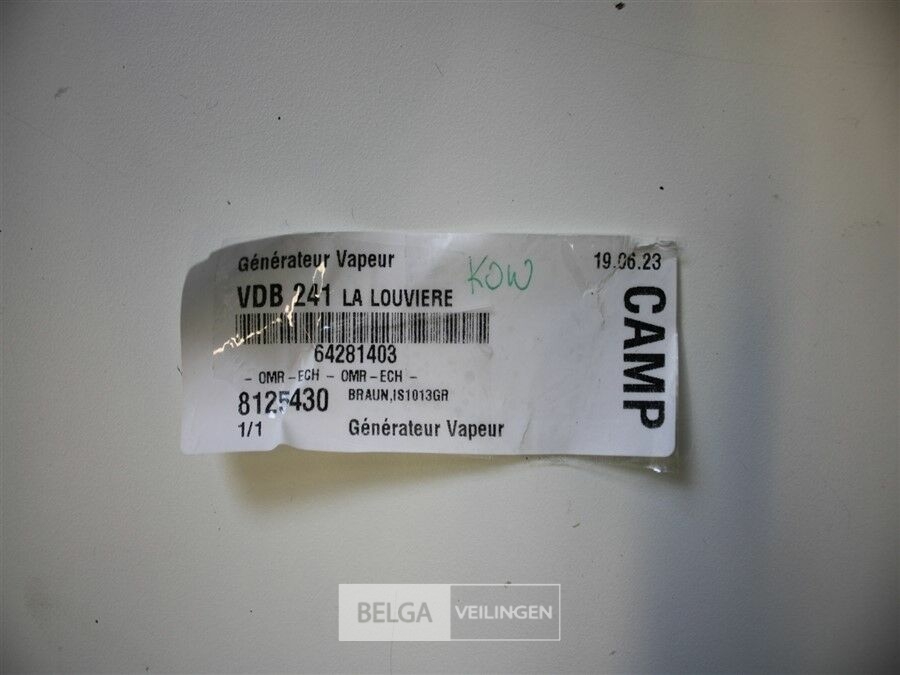 Générateur Vapeur
KOW
19.06.23
VDB 241 LA LOUVIERE
CAMP
64281403
- OMR-ECH - OMR-ECH -
8125430 BRAUN,IS1013GR
1/1 Générateur Vapeur
BELGA VEILINGEN